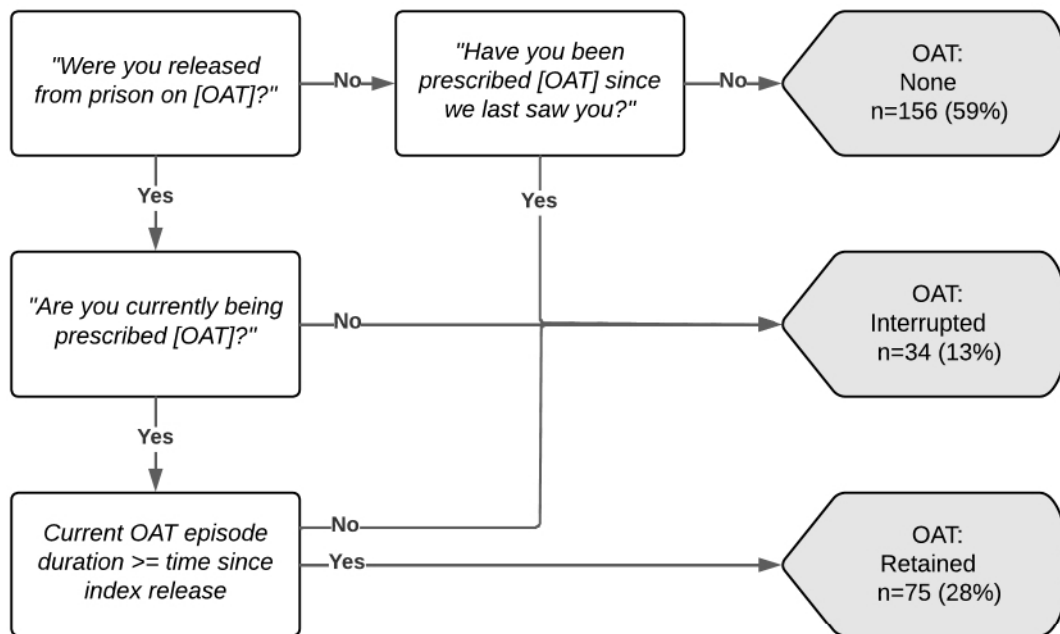 "Were you released
from prison on [OAT]?"
No
"Have you been
prescribed [OAT] since
we last saw you?"
No
OAT:
None
n=156 (59%)
Yes
Yes
"Are you currently being
prescribed [OAT]?"
No
OAT:
Interrupted
n=34 (13%)
Yes
Current OAT episode
duration >= time since
index release
No
Yes
OAT:
Retained
n=75 (28%)